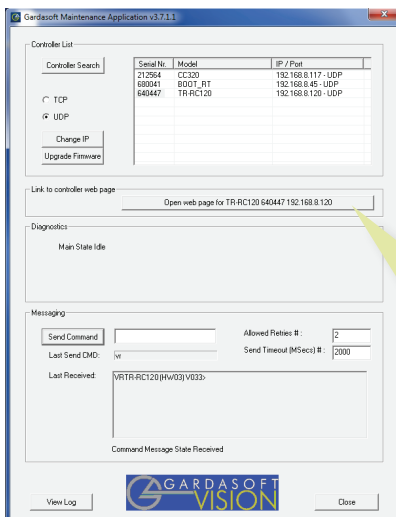 Gardasoft Maintenance Application v3.7.1.1
Controller List
Controller Search
Serial Nr. Model IP / Port
212564 CC320 192.168.8.117 - UDP
680041 BOOT_RT 192.168.8.45 - UDP
640447 TR-RC120 192.168.8.120 - UDP
TCP
UDP
Change IP
Upgrade Firmware
Link to controller web page
Open web page for TR-RC120 640447 192.168.8.120
Diagnostics
Main State Idle
Messaging
Send Command
Allowed Retries # : 2
Last Send CMD: vr
Send Timeout (MSecs) # : 2000
Last Received: VRTR-RC120 (HW03) V033>
Command Message State Received
View Log
GARDASOFT
VISION
Close